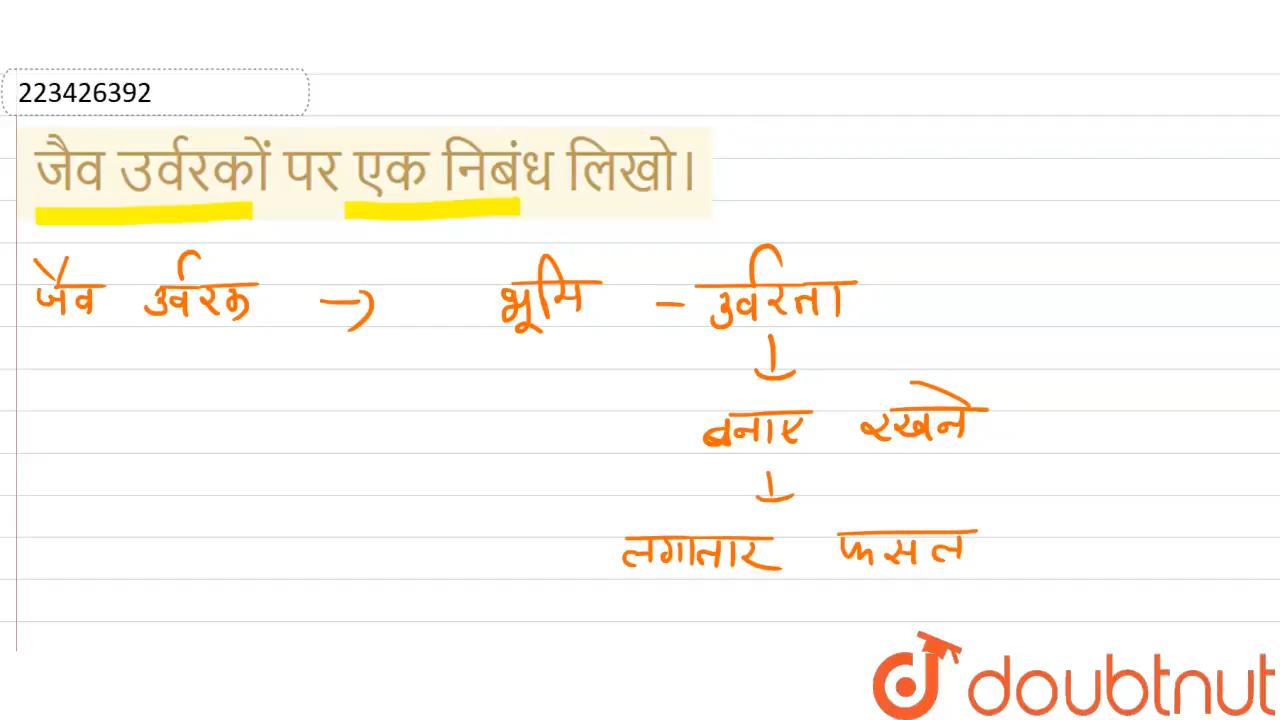 223426392
जैव उर्वरकों पर एक निबंध लिखो।
जैव उर्वरक → भूमि - उर्वरता
बनाए रखने
लगातार फसल
doubtnut